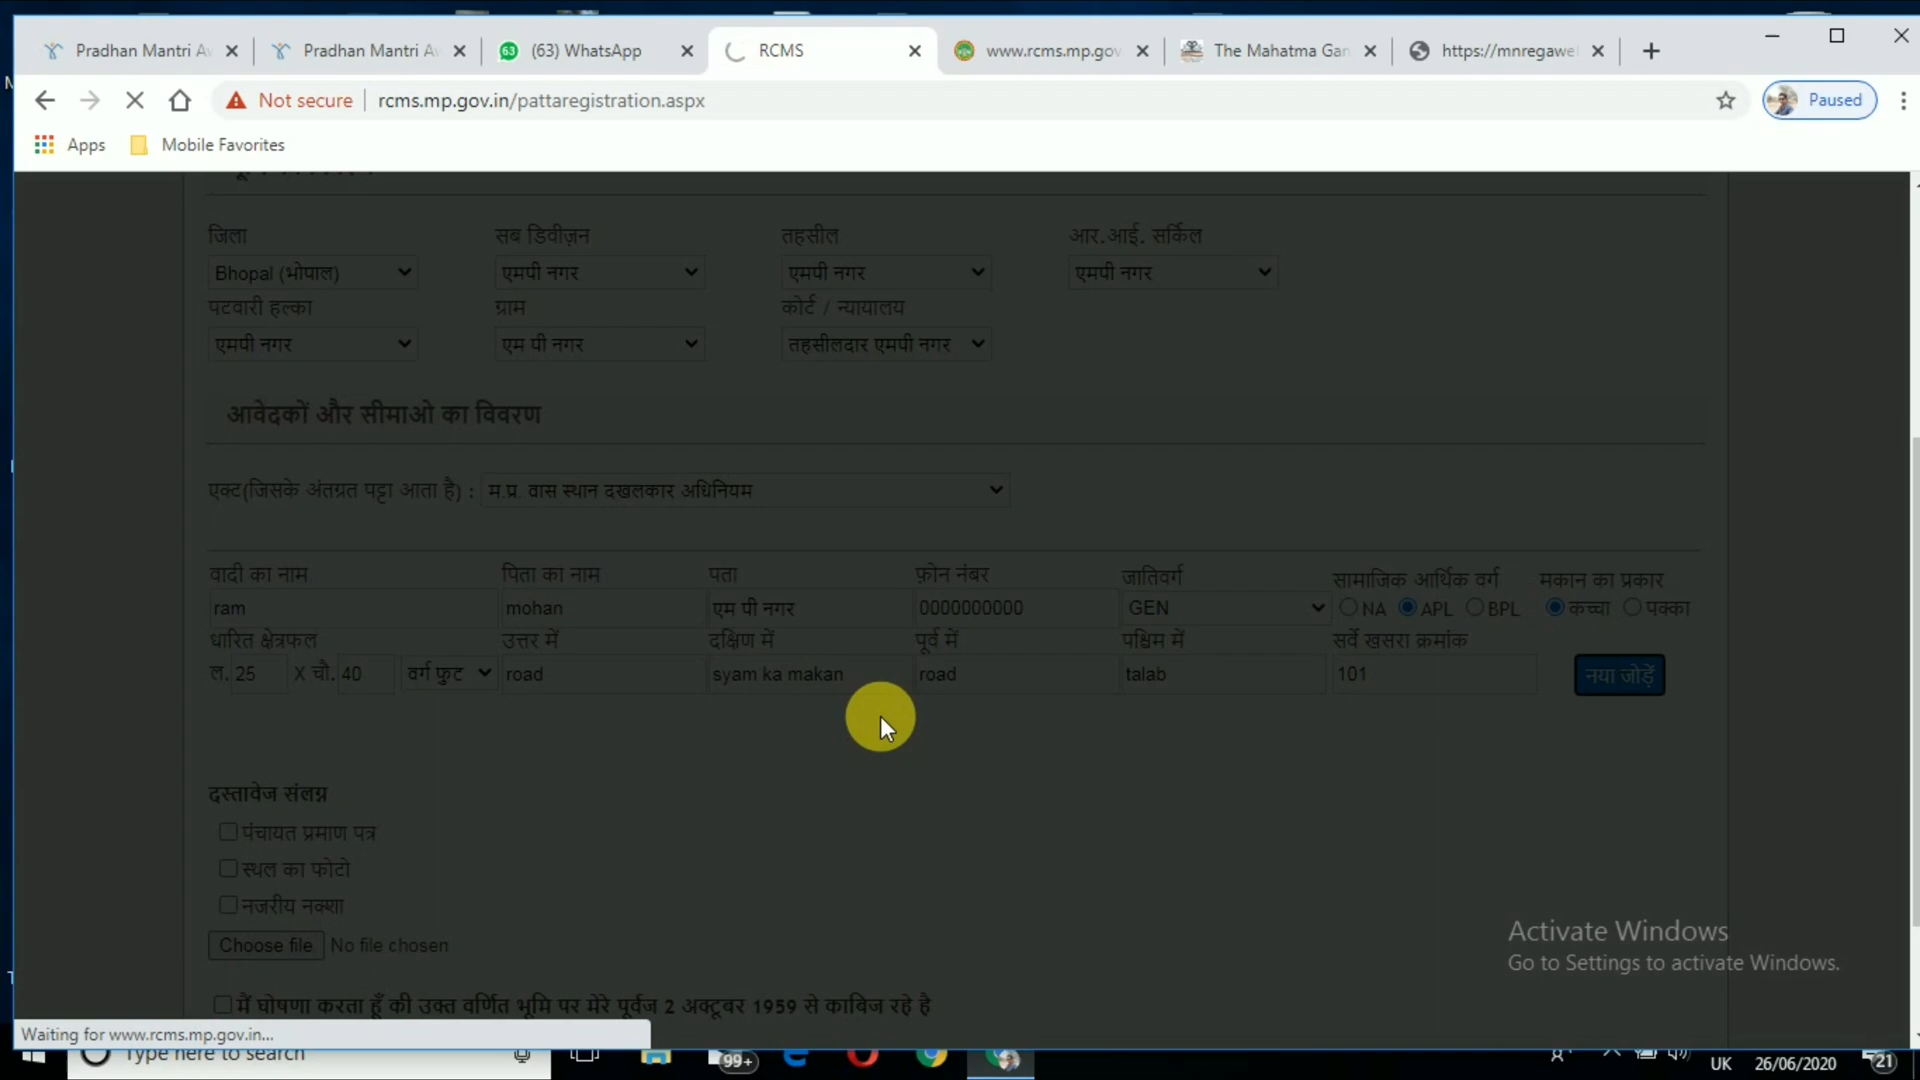 Pradhan Mantri A
Pradhan Mantri A
63 (63) WhatsApp
RCMS
www.rcms.mp.gov
The Mahatma Gan
https://mnregawe
Not secure
rcms.mp.gov.in/pattaregistration.aspx
Paused
Apps
Mobile Favorites
जिला
सब डिवीज़न
तहसील
आर.आई. सर्किल
Bhopal (भोपाल)
एमपी नगर
एमपी नगर
एमपी नगर
पटवारी हल्का
ग्राम
कोर्ट / न्यायालय
एमपी नगर
एम पी नगर
तहसीलदार एमपी नगर
आवेदकों और सीमाओ का विवरण
एक्ट(जिसके अंतग्रत पट्टा आता है) : म.प्र. वास स्थान दखलकार अधिनियम
वादी का नाम
पिता का नाम
पता
फ़ोन नंबर
जातिवर्ग
सामाजिक आर्थिक वर्ग
मकान का प्रकार
ram
mohan
एम पी नगर
0000000000
GEN
NA APL BPL
कच्चा पक्का
धारित क्षेत्रफल
उत्तर में
दक्षिण में
पूर्व में
पश्चिम में
सर्वे खसरा क्रमांक
ल. 25 X चौ. 40 वर्ग फुट
road
syam ka makan
road
talab
101
नया जोड़ें
दस्तावेज संलग्न
पंचायत प्रमाण पत्र
स्थल का फोटो
नजरीय नक्शा
Choose file No file chosen
Activate Windows
Go to Settings to activate Windows.
मैं घोषणा करता हूँ की उक्त वर्णित भूमि पर मेरे पूर्वज 2 अक्टूबर 1959 से काबिज रहे है
Waiting for www.rcms.mp.gov.in...
Type here to search
99+
UK
26/06/2020
21